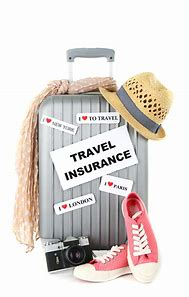 I ❤ NEW YORK
I ❤ TO TRAVEL
TRAVEL
INSURANCE
I ❤ PARIS
I ❤ LONDON